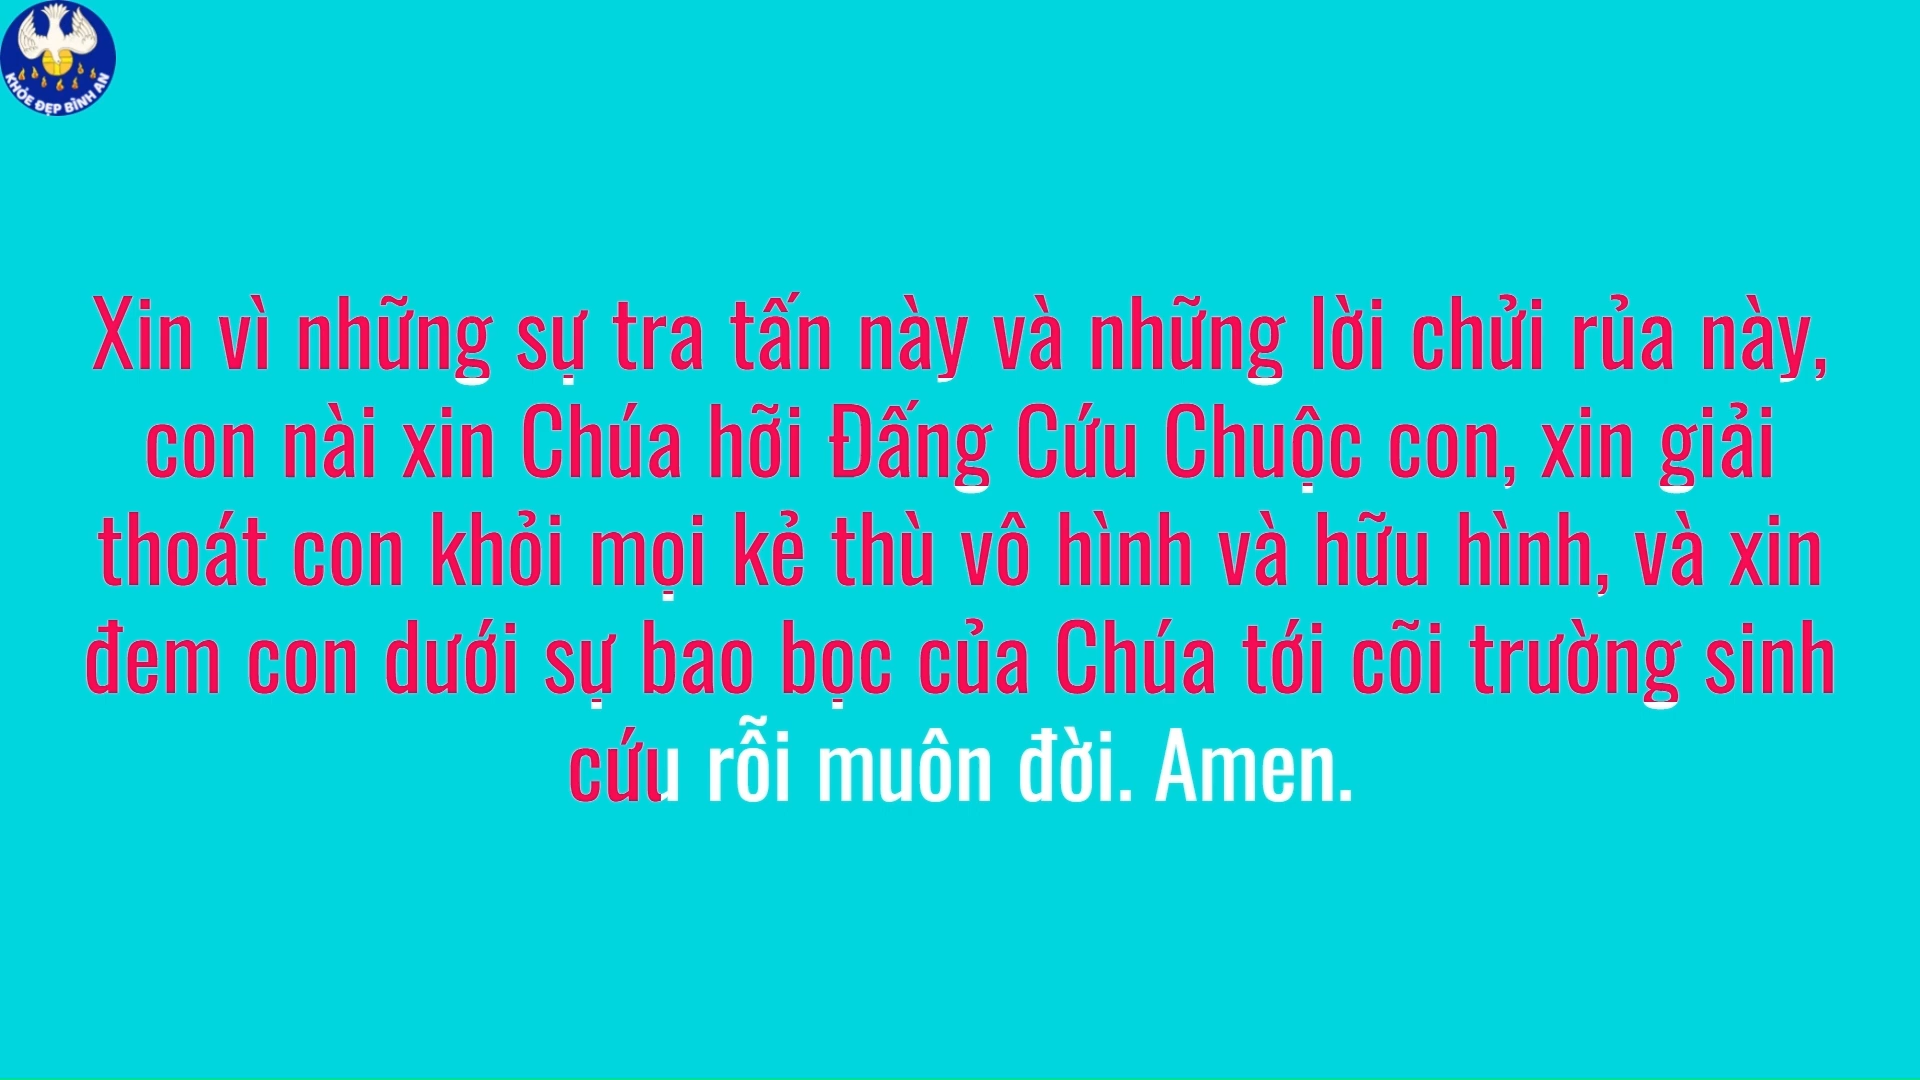 KHỎE ĐẸP BÌNH AN
Xin vì những sự tra tấn này và những lời chửi rủa này,
con nài xin Chúa hỡi Đấng Cứu Chuộc con, xin giải
thoát con khỏi mọi kẻ thù vô hình và hữu hình, và xin
đem con dưới sự bao bọc của Chúa tới cõi trường sinh
cứu rỗi muôn đời. Amen.